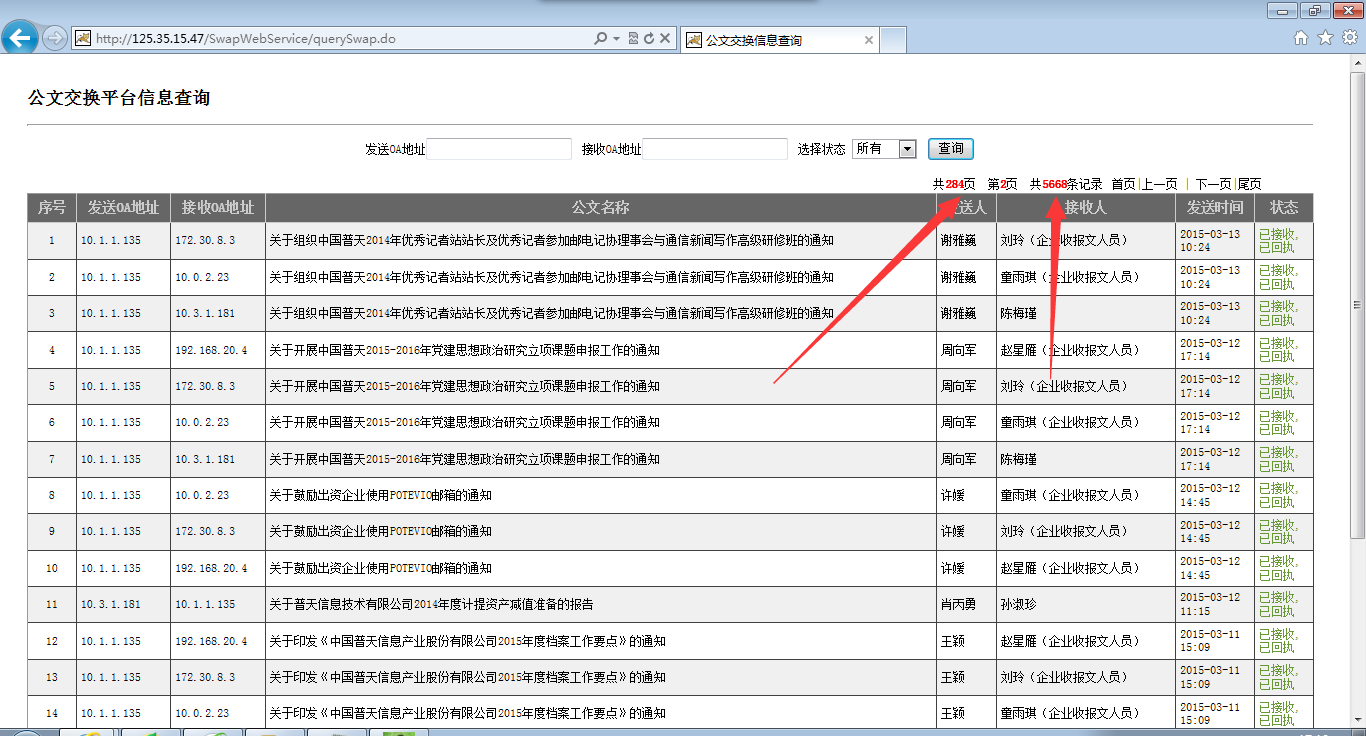 http://125.35.15.47/SwapWebService/querySwap.do
公文交换信息查询
公文交换平台信息查询
发送OA地址 接收OA地址 选择状态 所有 查询
共284页 第2页 共5668条记录 首页|上一页 | 下一页|尾页
序号 发送OA地址 接收OA地址 公文名称 送人 接收人 发送时间 状态
1 10.1.1.135 172.30.8.3 关于组织中国普天2014年优秀记者站站长及优秀记者参加邮电记协理事会与通信新闻写作高级研修班的通知 谢雅巍 刘玲（企业收报文人员） 2015-03-13 10:24 已接收,已回执
2 10.1.1.135 10.0.2.23 关于组织中国普天2014年优秀记者站站长及优秀记者参加邮电记协理事会与通信新闻写作高级研修班的通知 谢雅巍 童雨琪（企业收报文人员） 2015-03-13 10:24 已接收,已回执
3 10.1.1.135 10.3.1.181 关于组织中国普天2014年优秀记者站站长及优秀记者参加邮电记协理事会与通信新闻写作高级研修班的通知 谢雅巍 陈梅瑾 2015-03-13 10:24 已接收,已回执
4 10.1.1.135 192.168.20.4 关于开展中国普天2015-2016年党建思想政治研究立项课题申报工作的通知 周向军 赵星雁（企业收报文人员） 2015-03-12 17:14 已接收,已回执
5 10.1.1.135 172.30.8.3 关于开展中国普天2015-2016年党建思想政治研究立项课题申报工作的通知 周向军 刘玲（企业收报文人员） 2015-03-12 17:14 已接收,已回执
6 10.1.1.135 10.0.2.23 关于开展中国普天2015-2016年党建思想政治研究立项课题申报工作的通知 周向军 童雨琪（企业收报文人员） 2015-03-12 17:14 已接收,已回执
7 10.1.1.135 10.3.1.181 关于开展中国普天2015-2016年党建思想政治研究立项课题申报工作的通知 周向军 陈梅瑾 2015-03-12 17:14 已接收,已回执
8 10.1.1.135 10.0.2.23 关于鼓励出资企业使用POTEVIO邮箱的通知 许媛 童雨琪（企业收报文人员） 2015-03-12 14:45 已接收,已回执
9 10.1.1.135 172.30.8.3 关于鼓励出资企业使用POTEVIO邮箱的通知 许媛 刘玲（企业收报文人员） 2015-03-12 14:45 已接收,已回执
10 10.1.1.135 192.168.20.4 关于鼓励出资企业使用POTEVIO邮箱的通知 许媛 赵星雁（企业收报文人员） 2015-03-12 14:45 已接收,已回执
11 10.3.1.181 10.1.1.135 关于普天信息技术有限公司2014年度计提资产减值准备的报告 肖丙勇 孙淑珍 2015-03-12 11:15 已接收,已回执
12 10.1.1.135 192.168.20.4 关于印发《中国普天信息产业股份有限公司2015年度档案工作要点》的通知 王颖 赵星雁（企业收报文人员） 2015-03-11 15:09 已接收,已回执
13 10.1.1.135 172.30.8.3 关于印发《中国普天信息产业股份有限公司2015年度档案工作要点》的通知 王颖 刘玲（企业收报文人员） 2015-03-11 15:09 已接收,已回执
14 10.1.1.135 10.0.2.23 关于印发《中国普天信息产业股份有限公司2015年度档案工作要点》的通知 王颖 童雨琪（企业收报文人员） 2015-03-11 15:09 已接收,已回执